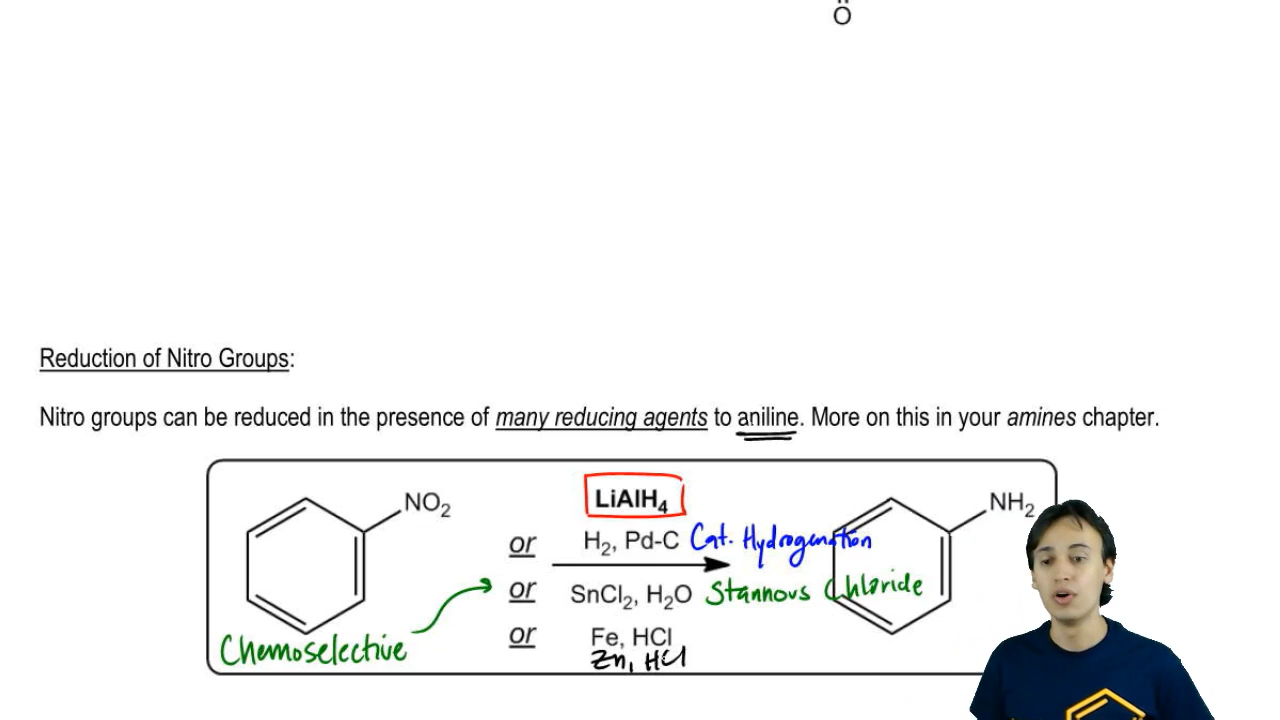 O
Reduction of Nitro Groups:
Nitro groups can be reduced in the presence of many reducing agents to aniline. More on this in your amines chapter.
NO2
LiAlH4
NH2
or H2, Pd-C Cat. Hydrogenation
or SnCl2, H2O Stannous Chloride
or Fe, HCl
Chemoselective
Zn, HCl